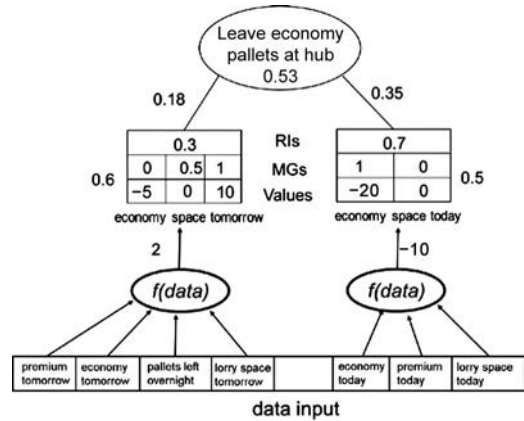 Leave economy
pallets at hub
0.53
0.18
0.35
0.3
RIs
0.7
0.6
0
0.5
1
MGs
1
0
0.5
−5
0
10
Values
−20
0
economy space tomorrow
economy space today
2
−10
f(data)
f(data)
premium
tomorrow
economy
tomorrow
pallets left
overnight
lorry space
tomorrow
economy
today
premium
today
lorry space
today
data input